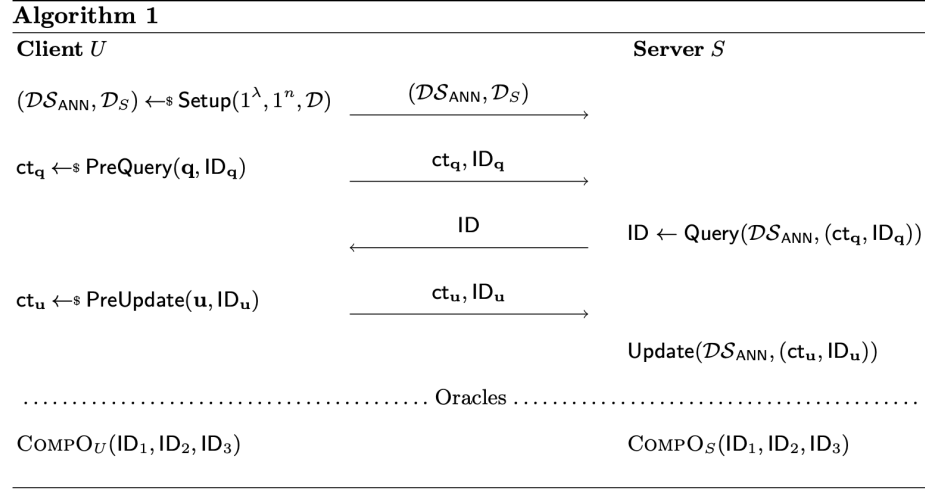 Algorithm 1
Client U Server S
(𝒟𝒮_ANN, 𝒟_S) ←$ Setup(1^λ, 1^n, 𝒟) (𝒟𝒮_ANN, 𝒟_S)
ct_q ←$ PreQuery(q, ID_q) ct_q, ID_q
ID ID ← Query(𝒟𝒮_ANN, (ct_q, ID_q))
ct_u ←$ PreUpdate(u, ID_u) ct_u, ID_u
Update(𝒟𝒮_ANN, (ct_u, ID_u))
Oracles
COMPO_U(ID_1, ID_2, ID_3) COMPO_S(ID_1, ID_2, ID_3)